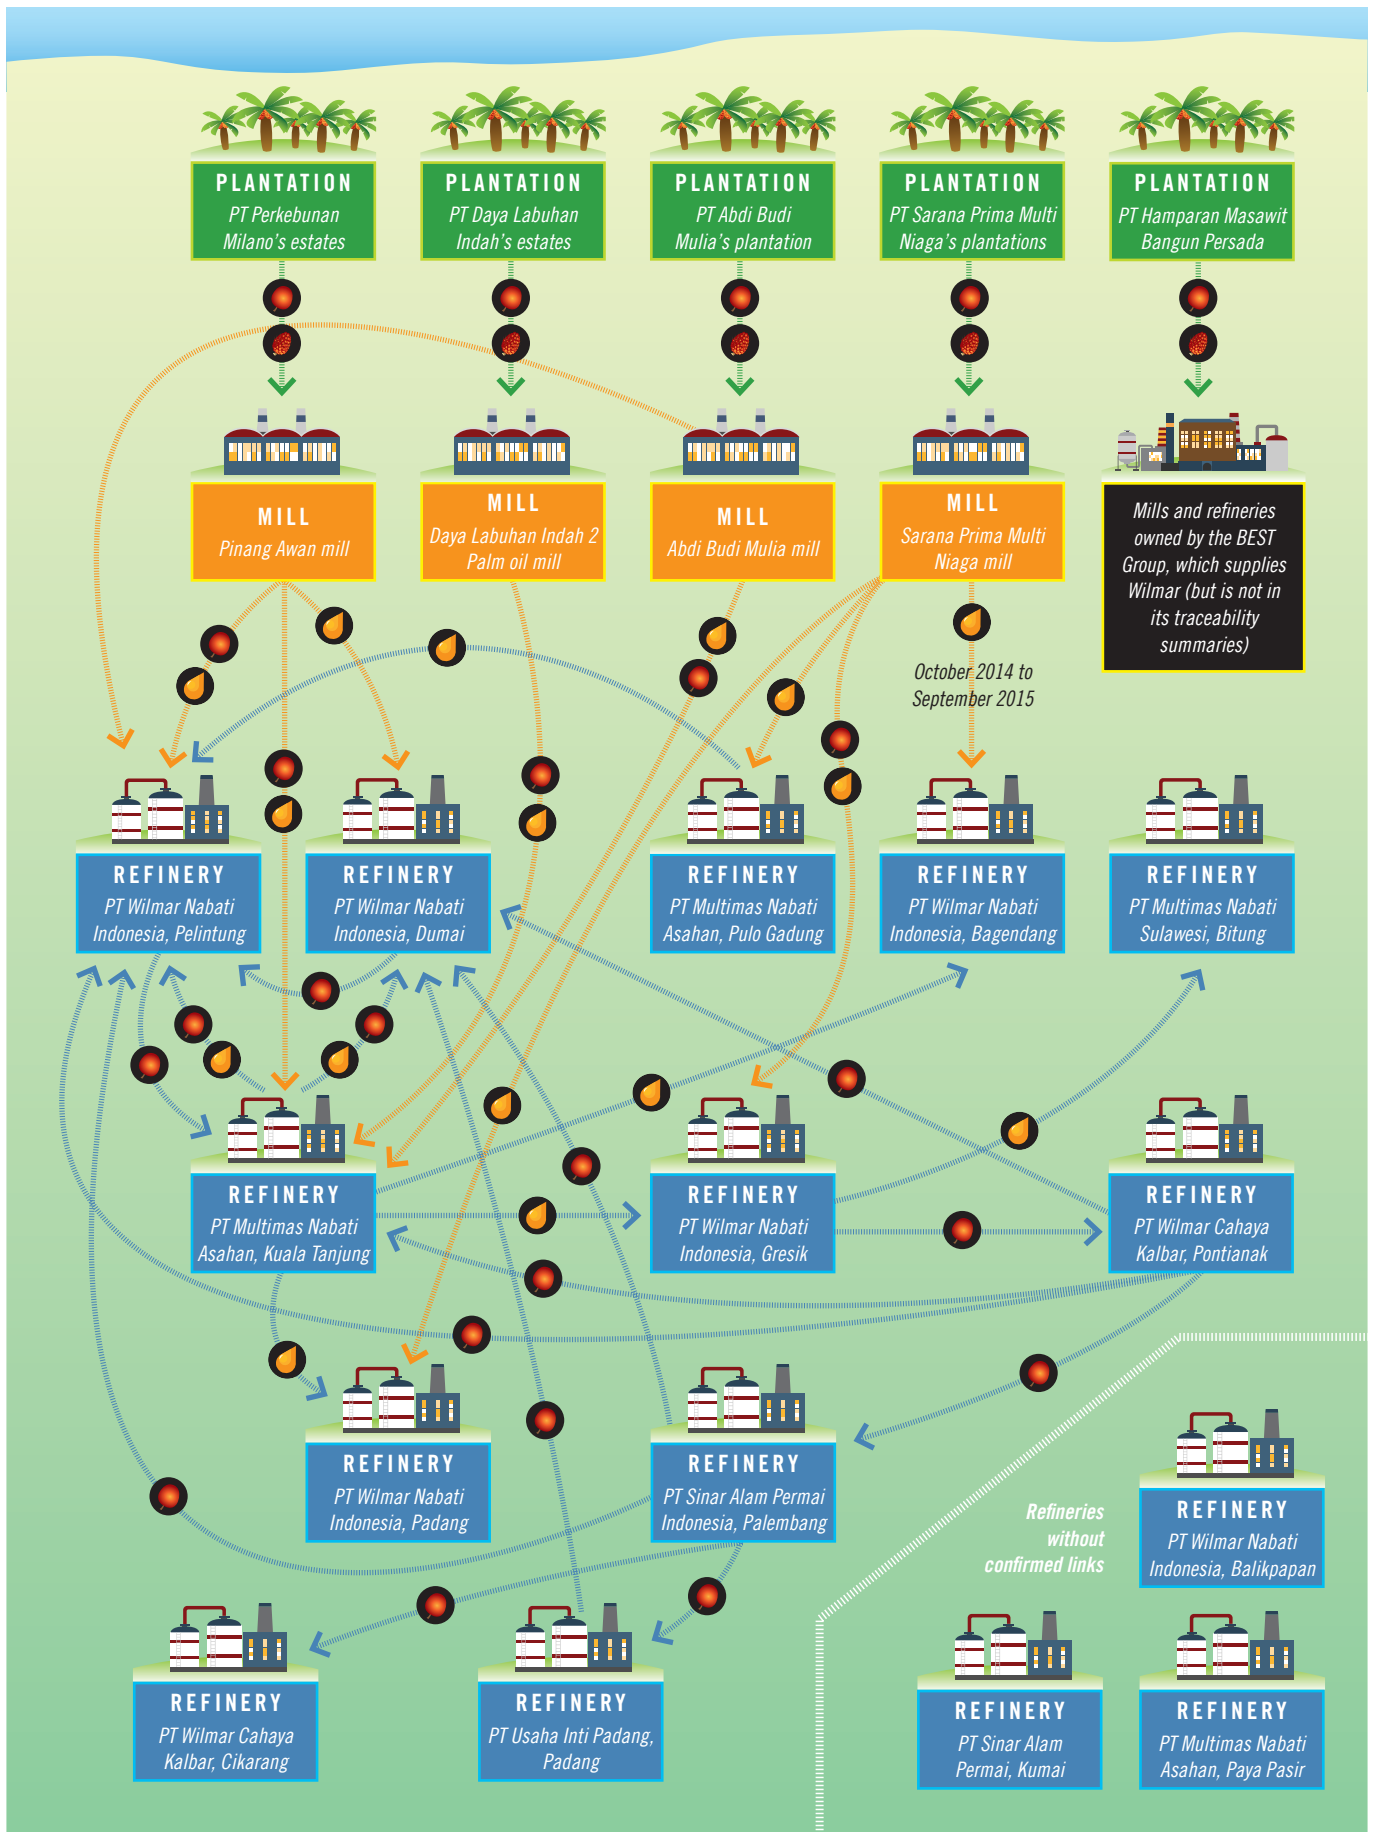 PLANTATION
PT Perkebunan
Milano's estates
PLANTATION
PT Daya Labuhan
Indah's estates
PLANTATION
PT Abdi Budi
Mulia's plantation
PLANTATION
PT Sarana Prima Multi
Niaga's plantations
PLANTATION
PT Hamparan Masawit
Bangun Persada
MILL
Pinang Awan mill
MILL
Daya Labuhan Indah 2
Palm oil mill
MILL
Abdi Budi Mulia mill
MILL
Sarana Prima Multi
Niaga mill
Mills and refineries
owned by the BEST
Group, which supplies
Wilmar (but is not in
its traceability
summaries)
October 2014 to
September 2015
REFINERY
PT Wilmar Nabati
Indonesia, Pelintung
REFINERY
PT Wilmar Nabati
Indonesia, Dumai
REFINERY
PT Multimas Nabati
Asahan, Pulo Gadung
REFINERY
PT Wilmar Nabati
Indonesia, Bagendang
REFINERY
PT Multimas Nabati
Sulawesi, Bitung
REFINERY
PT Multimas Nabati
Asahan, Kuala Tanjung
REFINERY
PT Wilmar Nabati
Indonesia, Gresik
REFINERY
PT Wilmar Cahaya
Kalbar, Pontianak
REFINERY
PT Wilmar Nabati
Indonesia, Padang
REFINERY
PT Sinar Alam Permai
Indonesia, Palembang
Refineries
without
confirmed links
REFINERY
PT Wilmar Nabati
Indonesia, Balikpapan
REFINERY
PT Wilmar Cahaya
Kalbar, Cikarang
REFINERY
PT Usaha Inti Padang,
Padang
REFINERY
PT Sinar Alam
Permai, Kumai
REFINERY
PT Multimas Nabati
Asahan, Paya Pasir